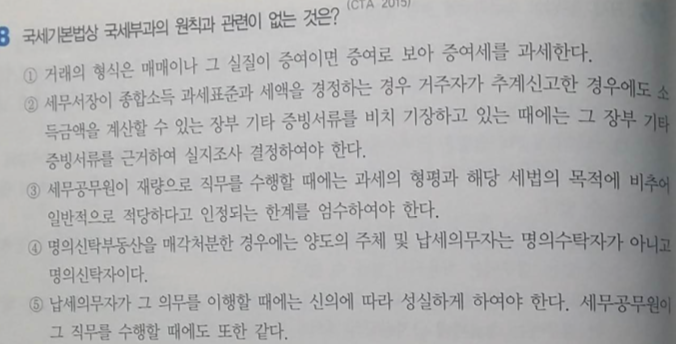 (CTA 2015)
8 국세기본법상 국세부과의 원칙과 관련이 없는 것은?
① 거래의 형식은 매매이나 그 실질이 증여이면 증여로 보아 증여세를 과세한다.
② 세무서장이 종합소득 과세표준과 세액을 경정하는 경우 거주자가 추계신고한 경우에도 소
득금액을 계산할 수 있는 장부 기타 증빙서류를 비치 기장하고 있는 때에는 그 장부 기타
증빙서류를 근거하여 실지조사 결정하여야 한다.
③ 세무공무원이 재량으로 직무를 수행할 때에는 과세의 형평과 해당 세법의 목적에 비추어
일반적으로 적당하다고 인정되는 한계를 엄수하여야 한다.
④ 명의신탁부동산을 매각처분한 경우에는 양도의 주체 및 납세의무자는 명의수탁자가 아니고
명의신탁자이다.
⑤ 납세의무자가 그 의무를 이행할 때에는 신의에 따라 성실하게 하여야 한다. 세무공무원이
그 직무를 수행할 때에도 또한 같다.